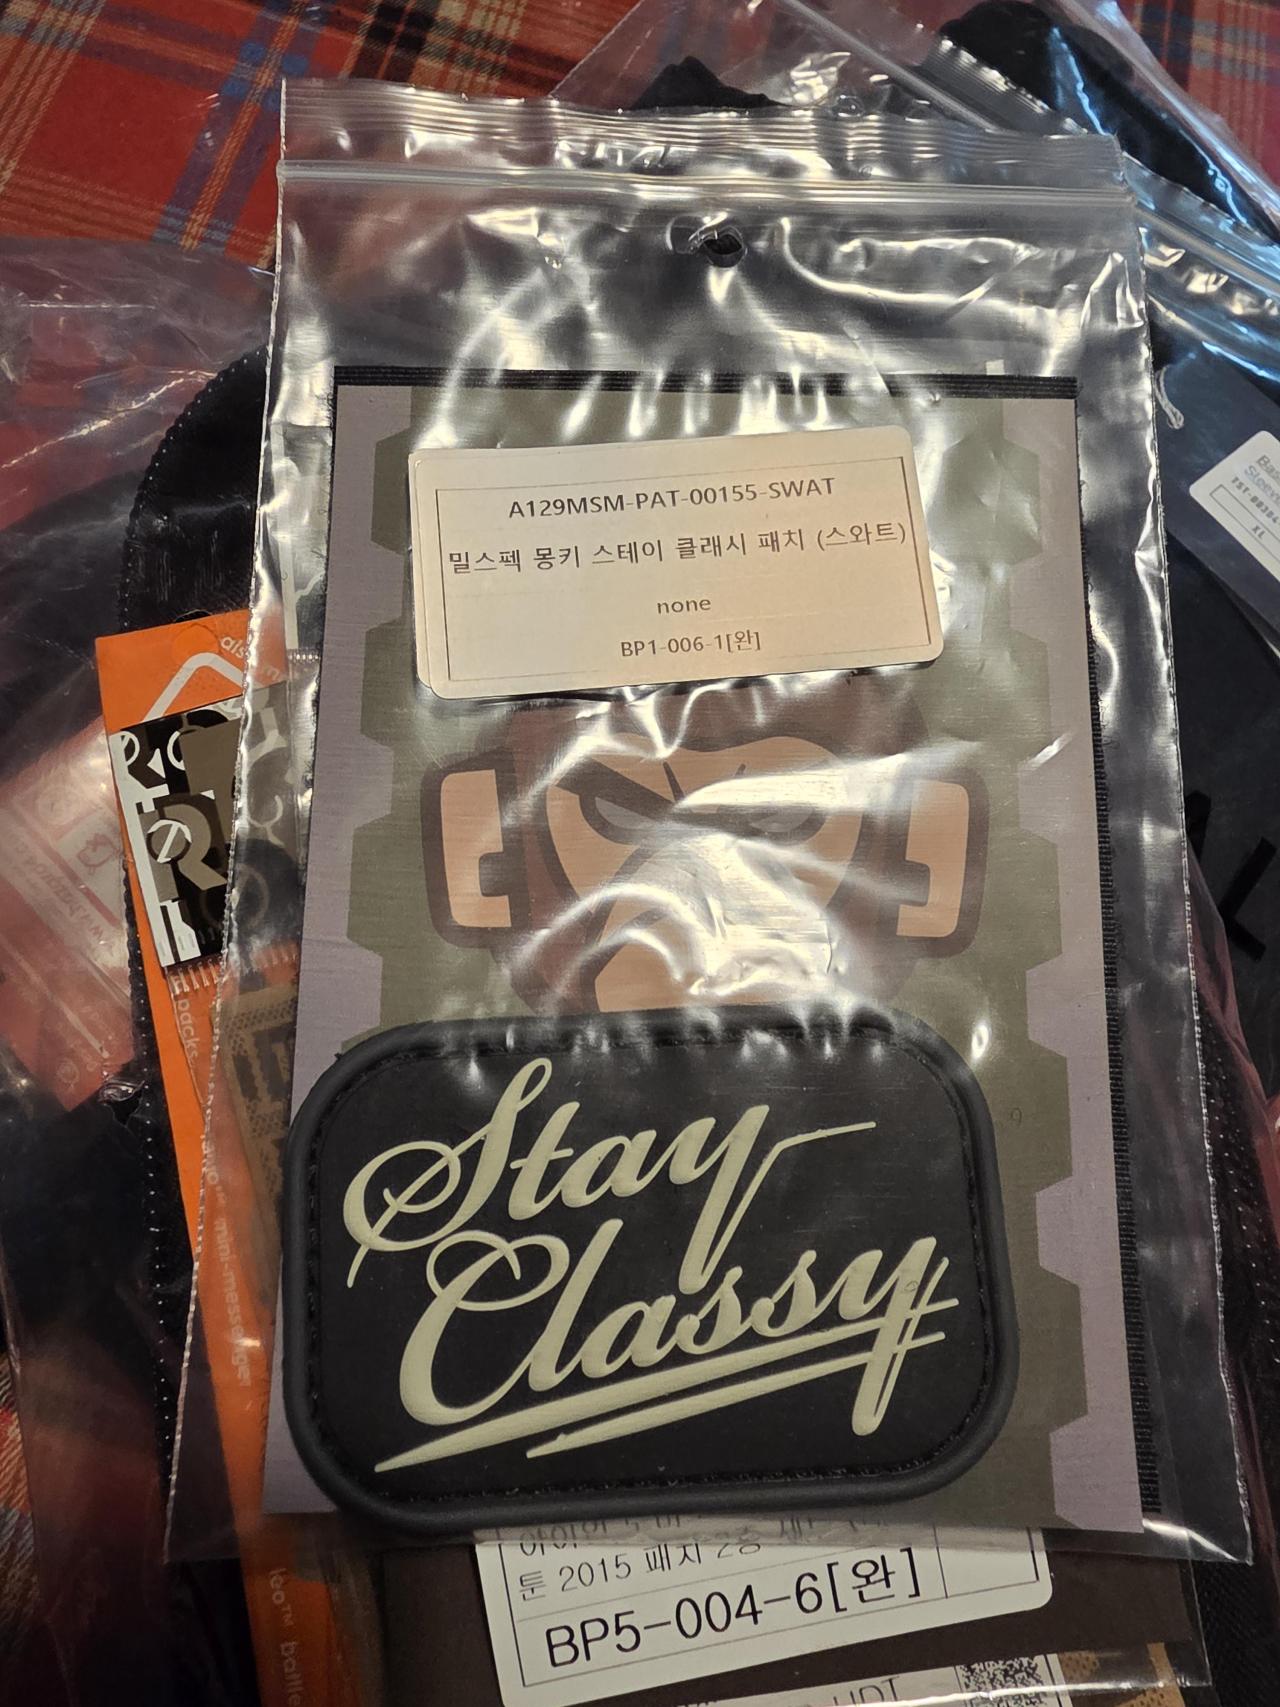 A129MSM-PAT-00155-SWAT
밀스펙 몽키 스테이 클래시 패치 (스와트)
none
BP1-006-1[완]
Stay
Classy
툰 2015 패치 2종
BP5-004-6[완]
XL